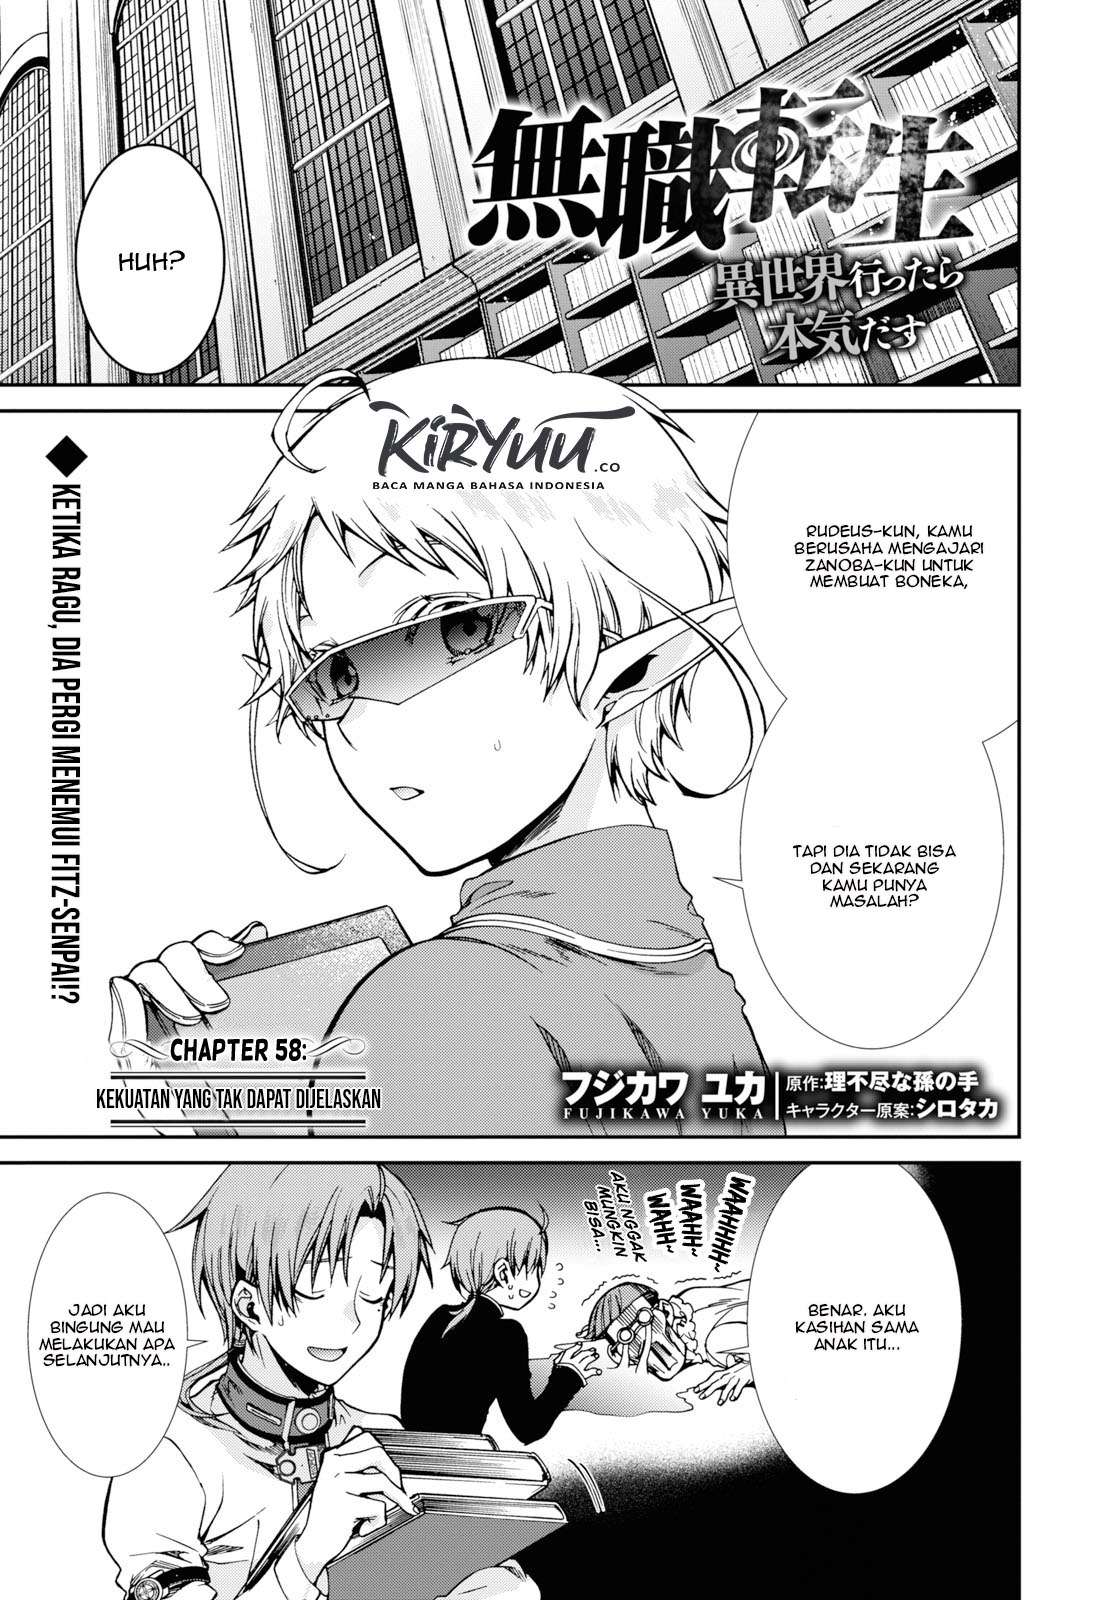 無職転生
異世界行ったら
本気だす
HUH?
KiRYUU.CO
BACA MANGA BAHASA INDONESIA
RUDEUS-KUN, KAMU
BERUSAHA MENGAJARI
ZANOBA-KUN UNTUK
MEMBUAT BONEKA,
◆ KETIKA RAGU, DIA PERGI MENEMUI FITZ-SENPAI!?
TAPI DIA TIDAK BISA
DAN SEKARANG
KAMU PUNYA
MASALAH?
CHAPTER 58:
KEKUATAN YANG TAK DAPAT DIJELASKAN
フジカワ ユカ
FUJIKAWA YUKA
原作:理不尽な孫の手
キャラクター原案:シロタカ
BENAR. AKU
KASIHAN SAMA
ANAK ITU...
WAAHHHH~
WAAHH~
WAHH~
AKU NGGAK
MUNGKIN
BISA...
JADI AKU
BINGUNG MAU
MELAKUKAN APA
SELANJUTNYA..